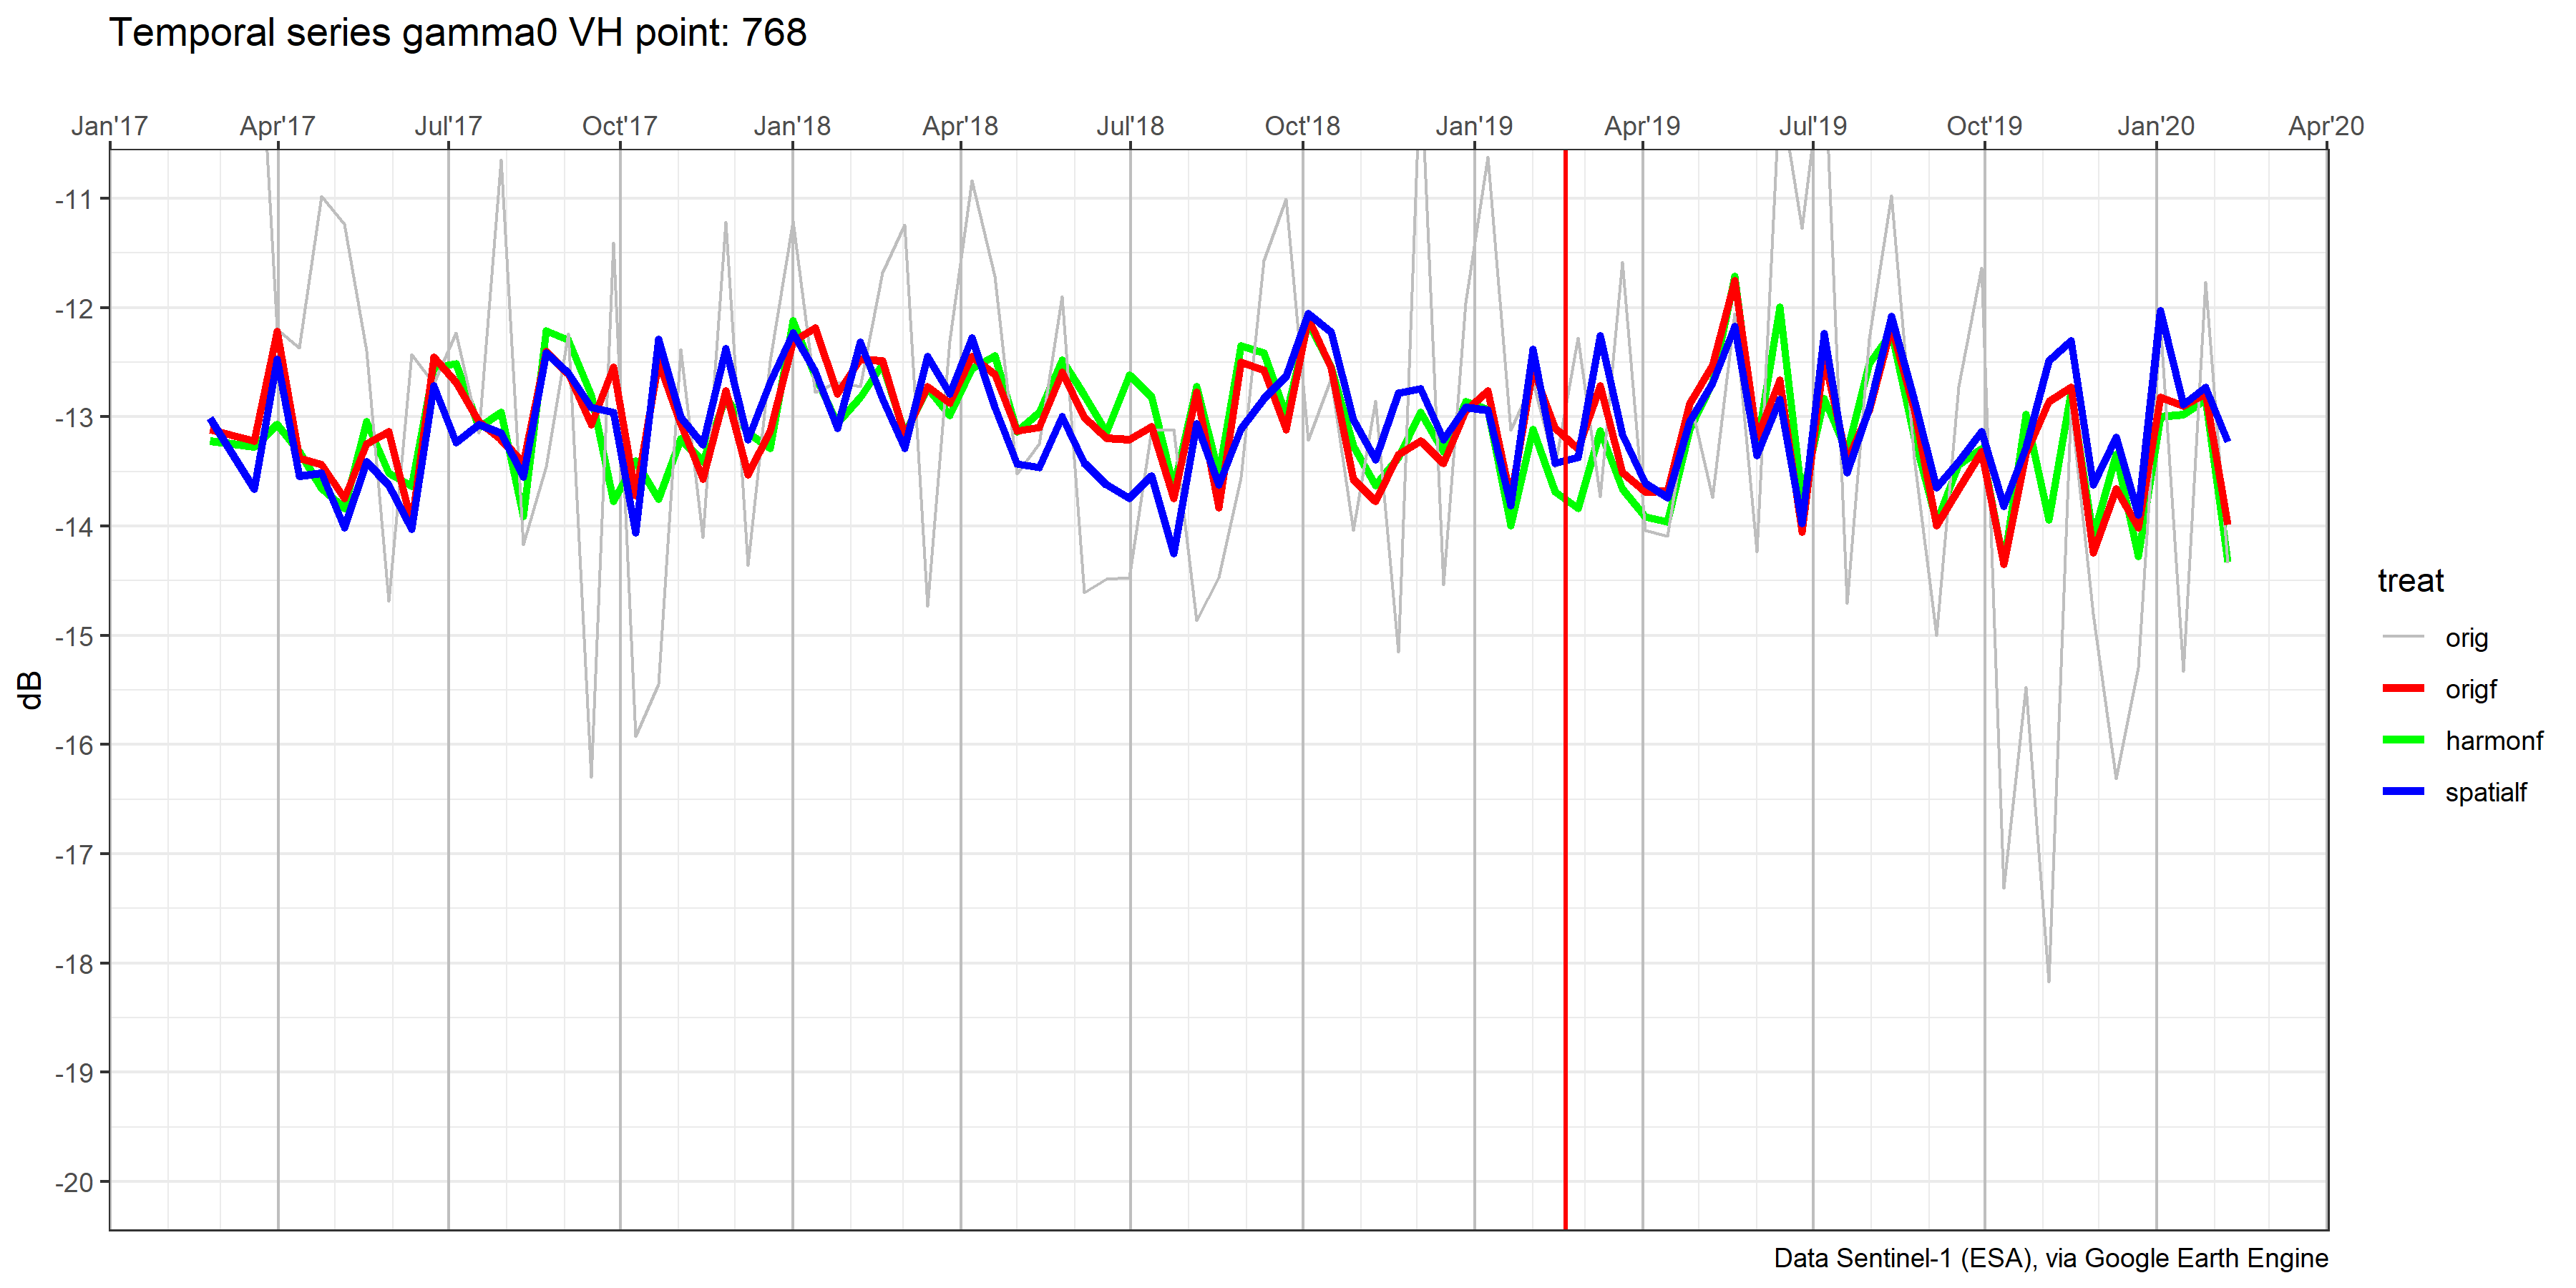 Temporal series gamma0 VH point: 768
Jan'17 Apr'17 Jul'17 Oct'17 Jan'18 Apr'18 Jul'18 Oct'18 Jan'19 Apr'19 Jul'19 Oct'19 Jan'20 Apr'20
-11
-12
-13
-14
-15
-16
-17
-18
-19
-20
dB
treat
orig
origf
harmonf
spatialf
Data Sentinel-1 (ESA), via Google Earth Engine